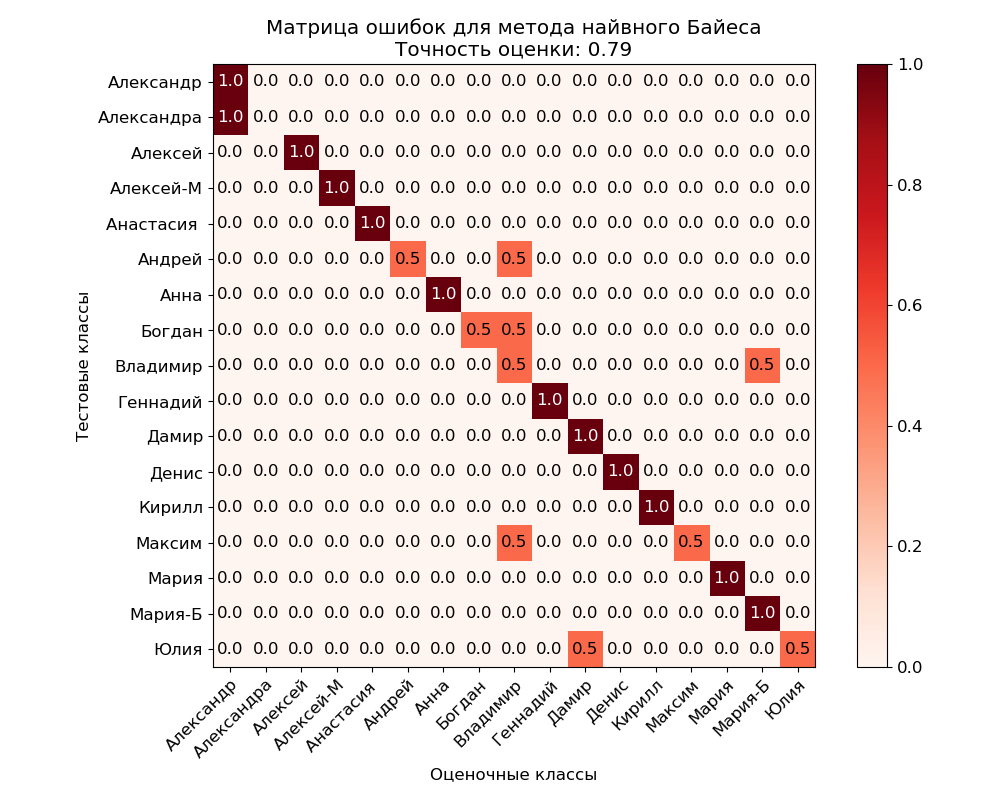 Матрица ошибок для метода найвного Байеса
Точность оценки: 0.79
Александр 1.0 0.0 0.0 0.0 0.0 0.0 0.0 0.0 0.0 0.0 0.0 0.0 0.0 0.0 0.0 0.0 0.0
Александра 1.0 0.0 0.0 0.0 0.0 0.0 0.0 0.0 0.0 0.0 0.0 0.0 0.0 0.0 0.0 0.0 0.0
Алексей 0.0 0.0 1.0 0.0 0.0 0.0 0.0 0.0 0.0 0.0 0.0 0.0 0.0 0.0 0.0 0.0 0.0
Алексей-М 0.0 0.0 0.0 1.0 0.0 0.0 0.0 0.0 0.0 0.0 0.0 0.0 0.0 0.0 0.0 0.0 0.0
Анастасия 0.0 0.0 0.0 0.0 1.0 0.0 0.0 0.0 0.0 0.0 0.0 0.0 0.0 0.0 0.0 0.0 0.0
Андрей 0.0 0.0 0.0 0.0 0.0 0.5 0.0 0.0 0.5 0.0 0.0 0.0 0.0 0.0 0.0 0.0 0.0
Анна 0.0 0.0 0.0 0.0 0.0 0.0 1.0 0.0 0.0 0.0 0.0 0.0 0.0 0.0 0.0 0.0 0.0
Богдан 0.0 0.0 0.0 0.0 0.0 0.0 0.0 0.5 0.5 0.0 0.0 0.0 0.0 0.0 0.0 0.0 0.0
Владимир 0.0 0.0 0.0 0.0 0.0 0.0 0.0 0.0 0.5 0.0 0.0 0.0 0.0 0.0 0.0 0.5 0.0
Геннадий 0.0 0.0 0.0 0.0 0.0 0.0 0.0 0.0 0.0 1.0 0.0 0.0 0.0 0.0 0.0 0.0 0.0
Дамир 0.0 0.0 0.0 0.0 0.0 0.0 0.0 0.0 0.0 0.0 1.0 0.0 0.0 0.0 0.0 0.0 0.0
Денис 0.0 0.0 0.0 0.0 0.0 0.0 0.0 0.0 0.0 0.0 0.0 1.0 0.0 0.0 0.0 0.0 0.0
Кирилл 0.0 0.0 0.0 0.0 0.0 0.0 0.0 0.0 0.0 0.0 0.0 0.0 1.0 0.0 0.0 0.0 0.0
Максим 0.0 0.0 0.0 0.0 0.0 0.0 0.0 0.0 0.5 0.0 0.0 0.0 0.0 0.5 0.0 0.0 0.0
Мария 0.0 0.0 0.0 0.0 0.0 0.0 0.0 0.0 0.0 0.0 0.0 0.0 0.0 0.0 1.0 0.0 0.0
Мария-Б 0.0 0.0 0.0 0.0 0.0 0.0 0.0 0.0 0.0 0.0 0.0 0.0 0.0 0.0 0.0 1.0 0.0
Юлия 0.0 0.0 0.0 0.0 0.0 0.0 0.0 0.0 0.0 0.0 0.5 0.0 0.0 0.0 0.0 0.0 0.5
Тестовые классы
Александр
Александра
Алексей
Алексей-М
Анастасия
Андрей
Анна
Богдан
Владимир
Геннадий
Дамир
Денис
Кирилл
Максим
Мария
Мария-Б
Юлия
Оценочные классы
1.0
0.8
0.6
0.4
0.2
0.0